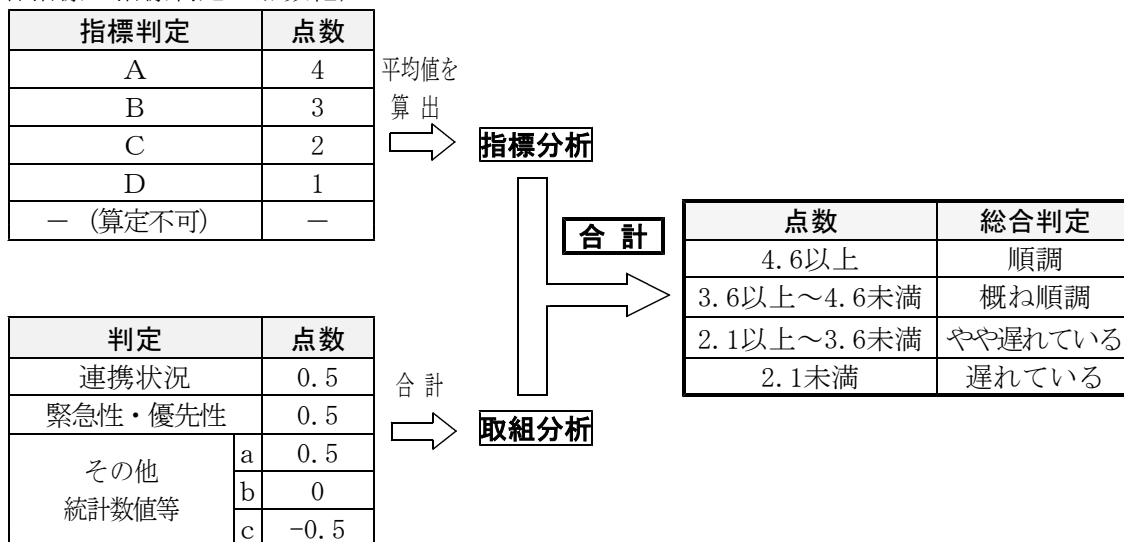 指標判定 点数
A 4
B 3
C 2
D 1
－（算定不可） －
平均値を
算出
指標分析
合計
点数 総合判定
4.6以上 順調
3.6以上～4.6未満 概ね順調
2.1以上～3.6未満 やや遅れている
2.1未満 遅れている
判定 点数
連携状況 0.5
緊急性・優先性 0.5
その他
統計数値等
a 0.5
b 0
c -0.5
合計
取組分析